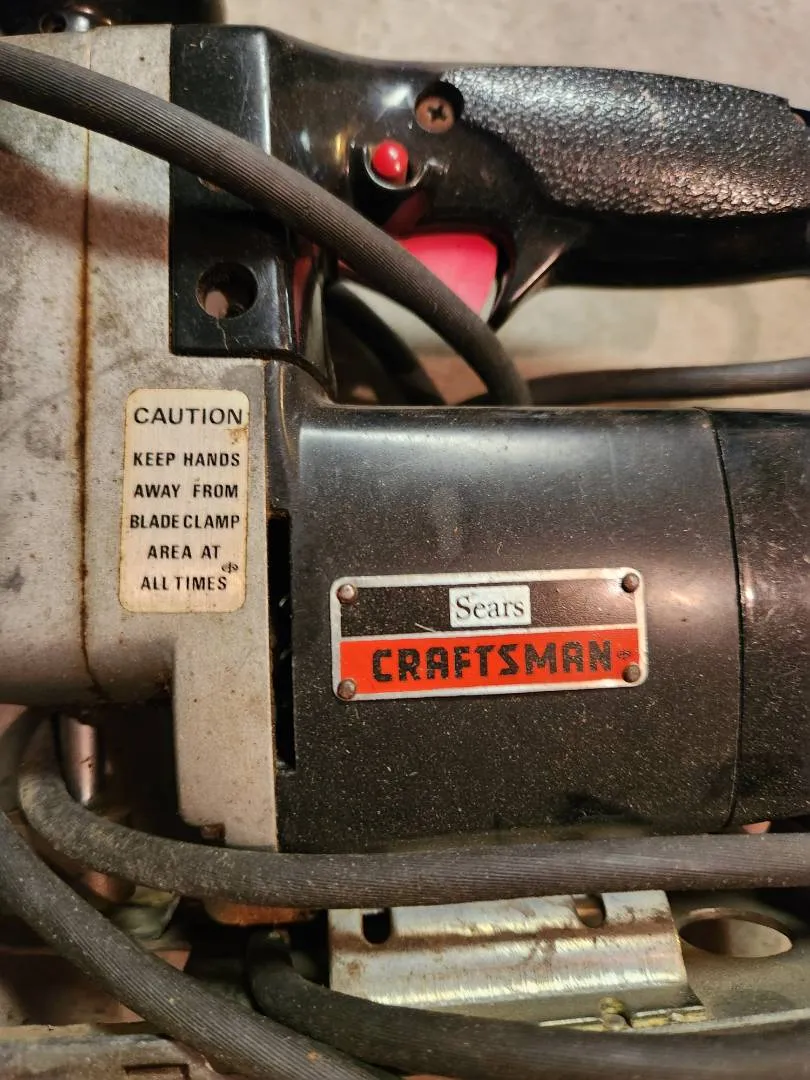 CAUTION
KEEP HANDS
AWAY FROM
BLADE CLAMP
AREA AT
ALL TIMES
Sears
CRAFTSMAN